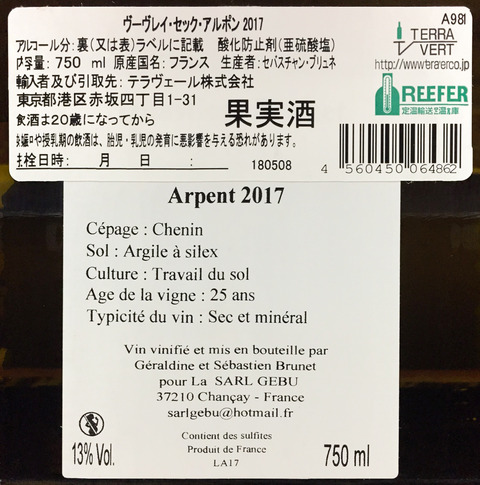 ヴーヴレイ・セック・アルポン 2017
A981
アルコール分：裏（又は表）ラベルに記載 酸化防止剤（亜硫酸塩）
内容量：750 ml 原産国名：フランス 生産者：セバスチャン・ブリュネ
輸入者及び引取先：テラヴェール株式会社
東京都港区赤坂四丁目1-31
飲酒は20歳になってから
果実酒
妊娠中や授乳期の飲酒は、胎児・乳児の発育に悪影響を与える恐れがあります。
抜栓日時： 月 日 ：
180508
TERRA
VERT
http://www.terravert.co.jp/
REEFER
定温輸送 定温倉庫
4 560450 064862
Arpent 2017
Cépage : Chenin
Sol : Argile à silex
Culture : Travail du sol
Age de la vigne : 25 ans
Typicité du vin : Sec et minéral
Vin vinifié et mis en bouteille par
Géraldine et Sébastien Brunet
pour La SARL GEBU
37210 Chançay - France
sarlgebu@hotmail.fr
Contient des sulfites
Produit de France
LA17
13% Vol.
750 ml